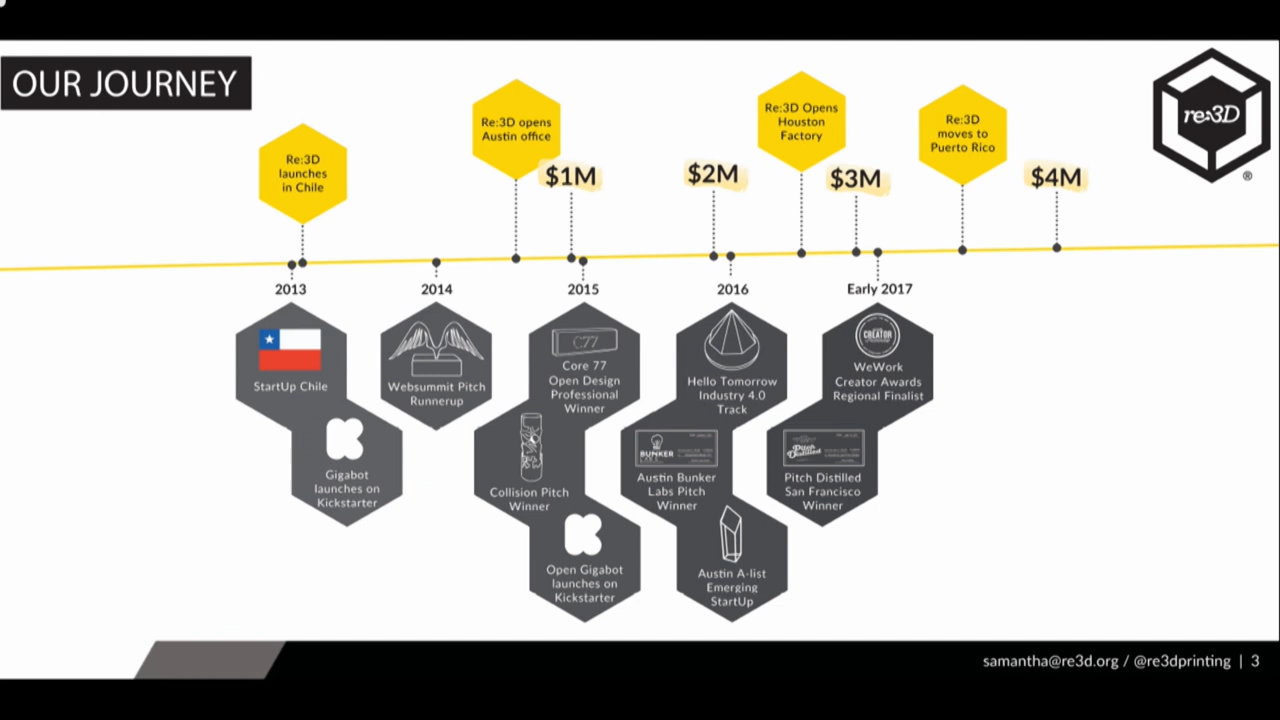 OUR JOURNEY
re:3D
®
Re:3D
launches
in Chile
Re:3D opens
Austin office
$1M
$2M
Re:3D Opens
Houston
Factory
$3M
Re:3D
moves to
Puerto Rico
$4M
2013
2014
2015
2016
Early 2017
StartUp Chile
Gigabot
launches on
Kickstarter
Websummit Pitch
Runnerup
C77
Core 77
Open Design
Professional
Winner
Collision Pitch
Winner
Open Gigabot
launches on
Kickstarter
Hello Tomorrow
Industry 4.0
Track
BUNKER
LABS
Austin Bunker
Labs Pitch
Winner
Austin A-list
Emerging
StartUp
CREATOR
WeWork
Creator Awards
Regional Finalist
Pitch
Distilled
Pitch Distilled
San Francisco
Winner
samantha@re3d.org / @re3dprinting | 3